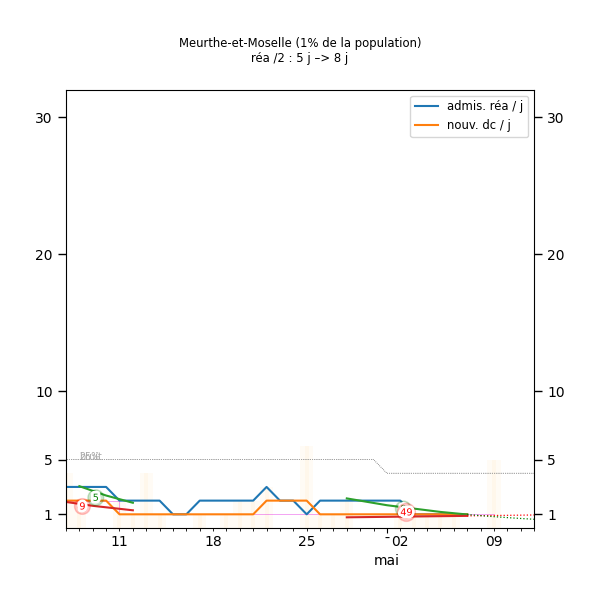 Meurthe-et-Moselle (1% de la population)
réa /2 : 5 j –> 8 j
admis. réa / j
nouv. dc / j
30 30
20 20
10 10
5 5
5
9
49
1 1
11 18 25 02 09
mai